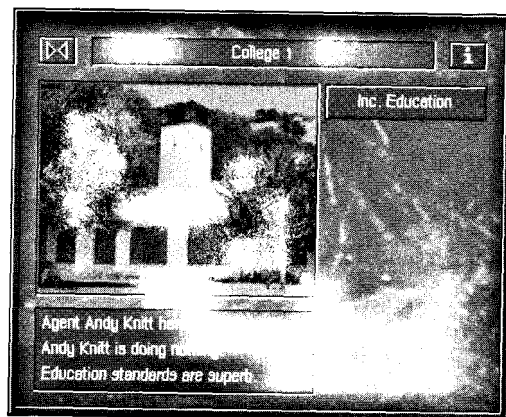 College 1
i
Inc. Education
Agent Andy Knitt
Andy Knitt is doing
Education standards are superb.